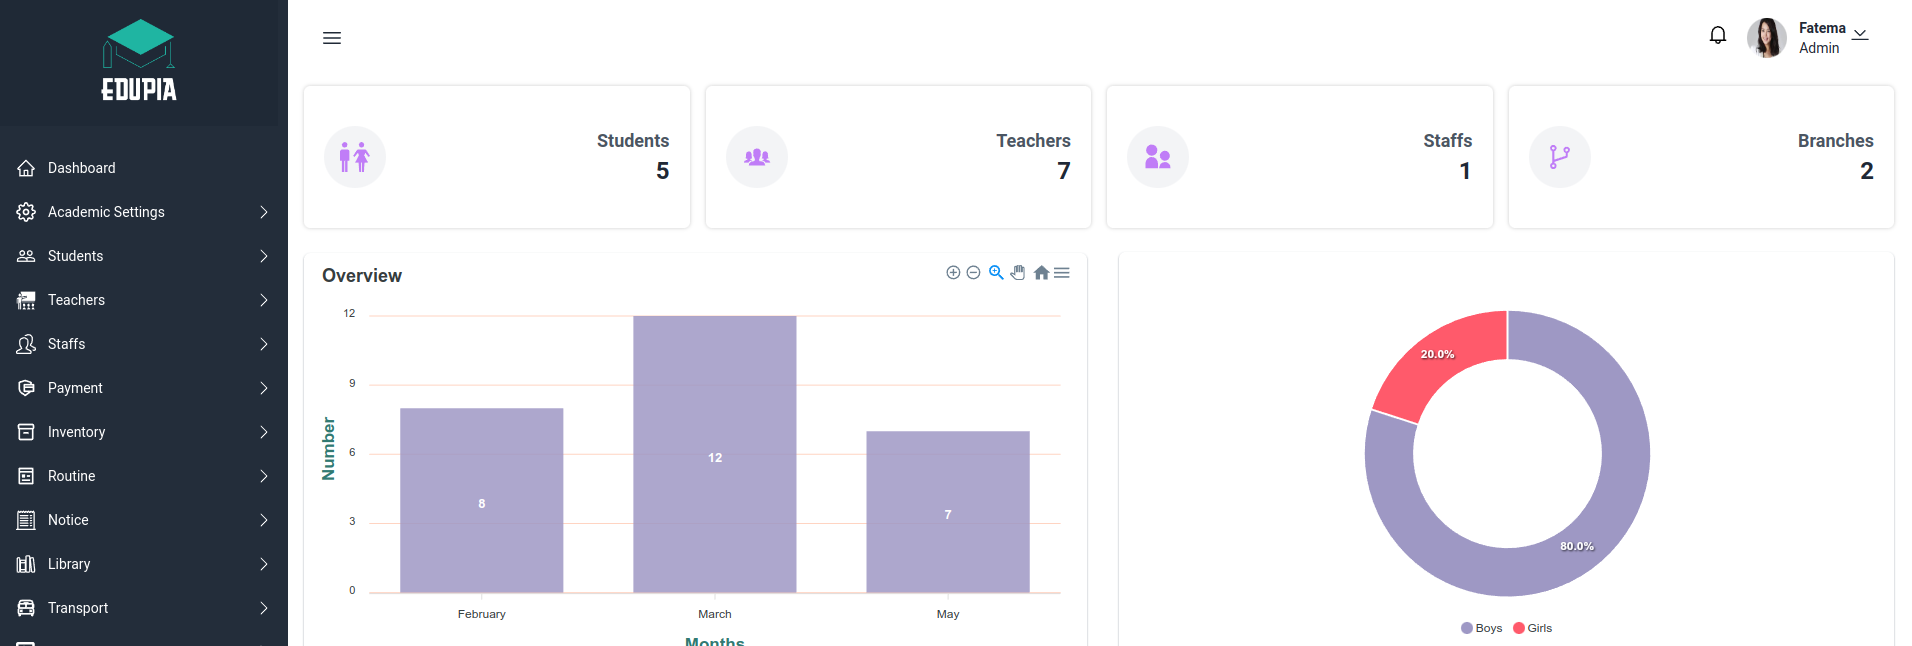 EDUPIA
Dashboard
Academic Settings
Students
Teachers
Staffs
Payment
Inventory
Routine
Notice
Library
Transport
Fatema
Admin
Students
5
Teachers
7
Staffs
1
Branches
2
Overview
12
9
6
3
0
Number
8
12
7
February
March
May
Months
20.0%
80.0%
Boys
Girls